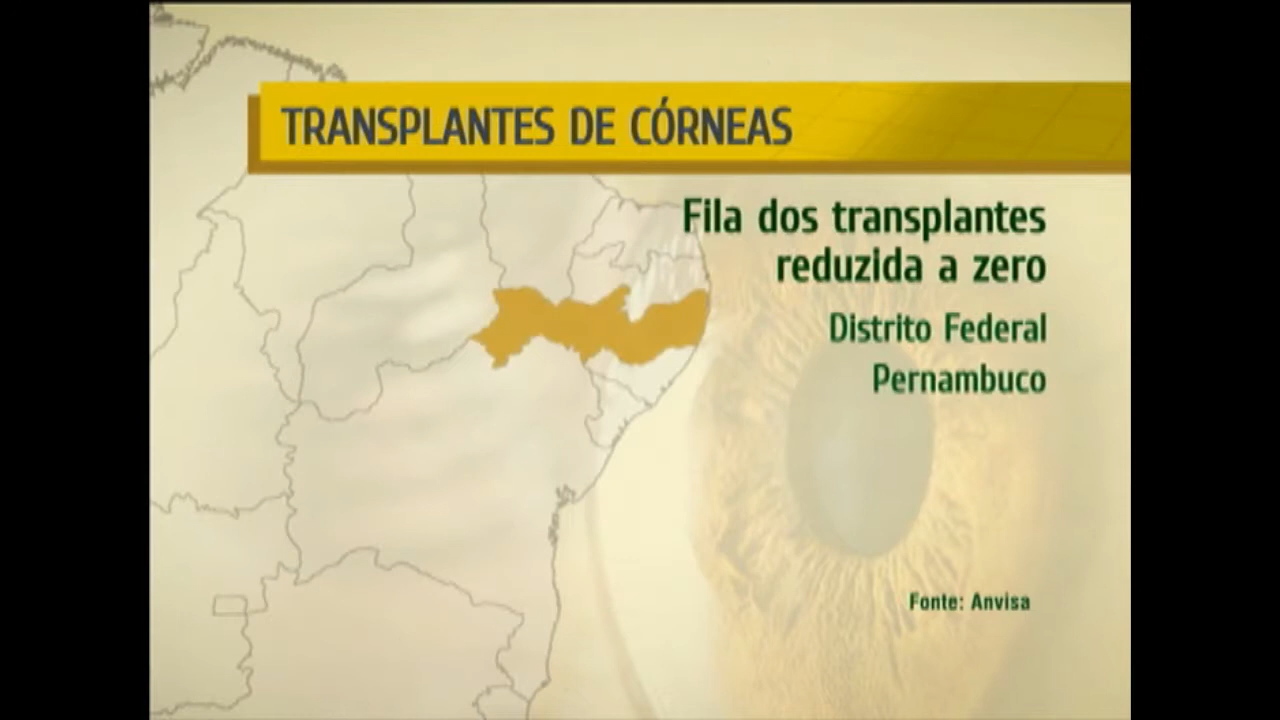 TRANSPLANTES DE CÓRNEAS
Fila dos transplantes
reduzida a zero
Distrito Federal
Pernambuco
Fonte: Anvisa